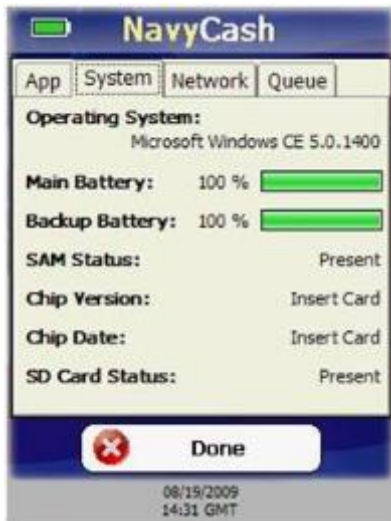 NavyCash
App System Network Queue
Operating System:
Microsoft Windows CE 5.0.1400
Main Battery: 100 %
Backup Battery: 100 %
SAM Status: Present
Chip Version: Insert Card
Chip Date: Insert Card
SD Card Status: Present
Done
08/19/2009
14:31 GMT